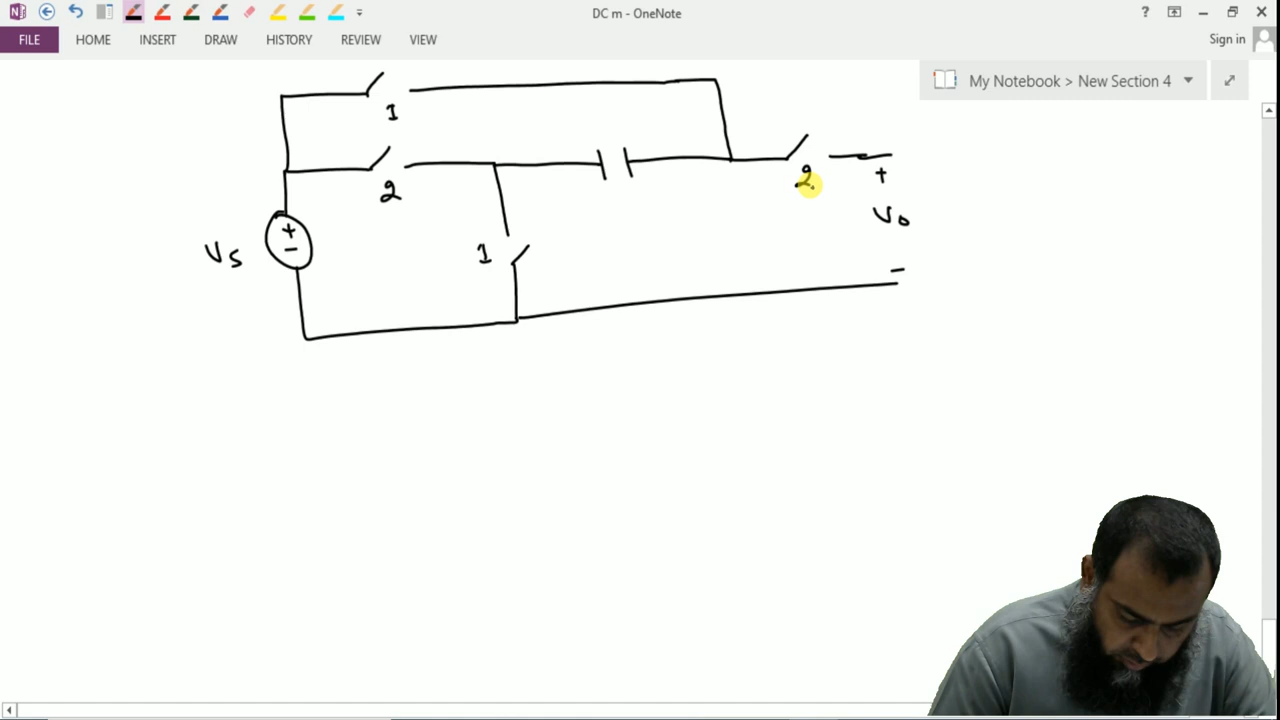 DC m - OneNote
?
FILE HOME INSERT DRAW HISTORY REVIEW VIEW
Sign in
My Notebook > New Section 4
1
2
2
+
Vo
-
+
-
Vs
1